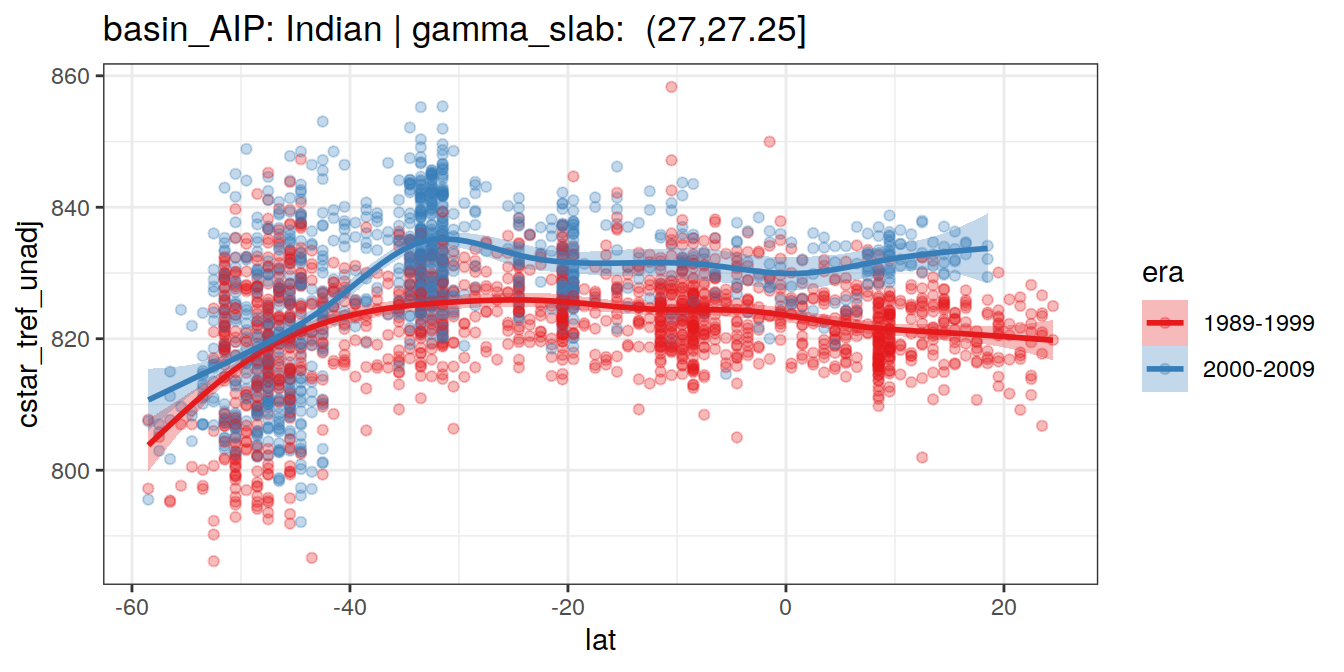 basin_AIP: Indian | gamma_slab:  (27,27.25]
860
840
820
800
cstar_tref_unadj
-60
-40
-20
0
20
lat
era
1989-1999
2000-2009